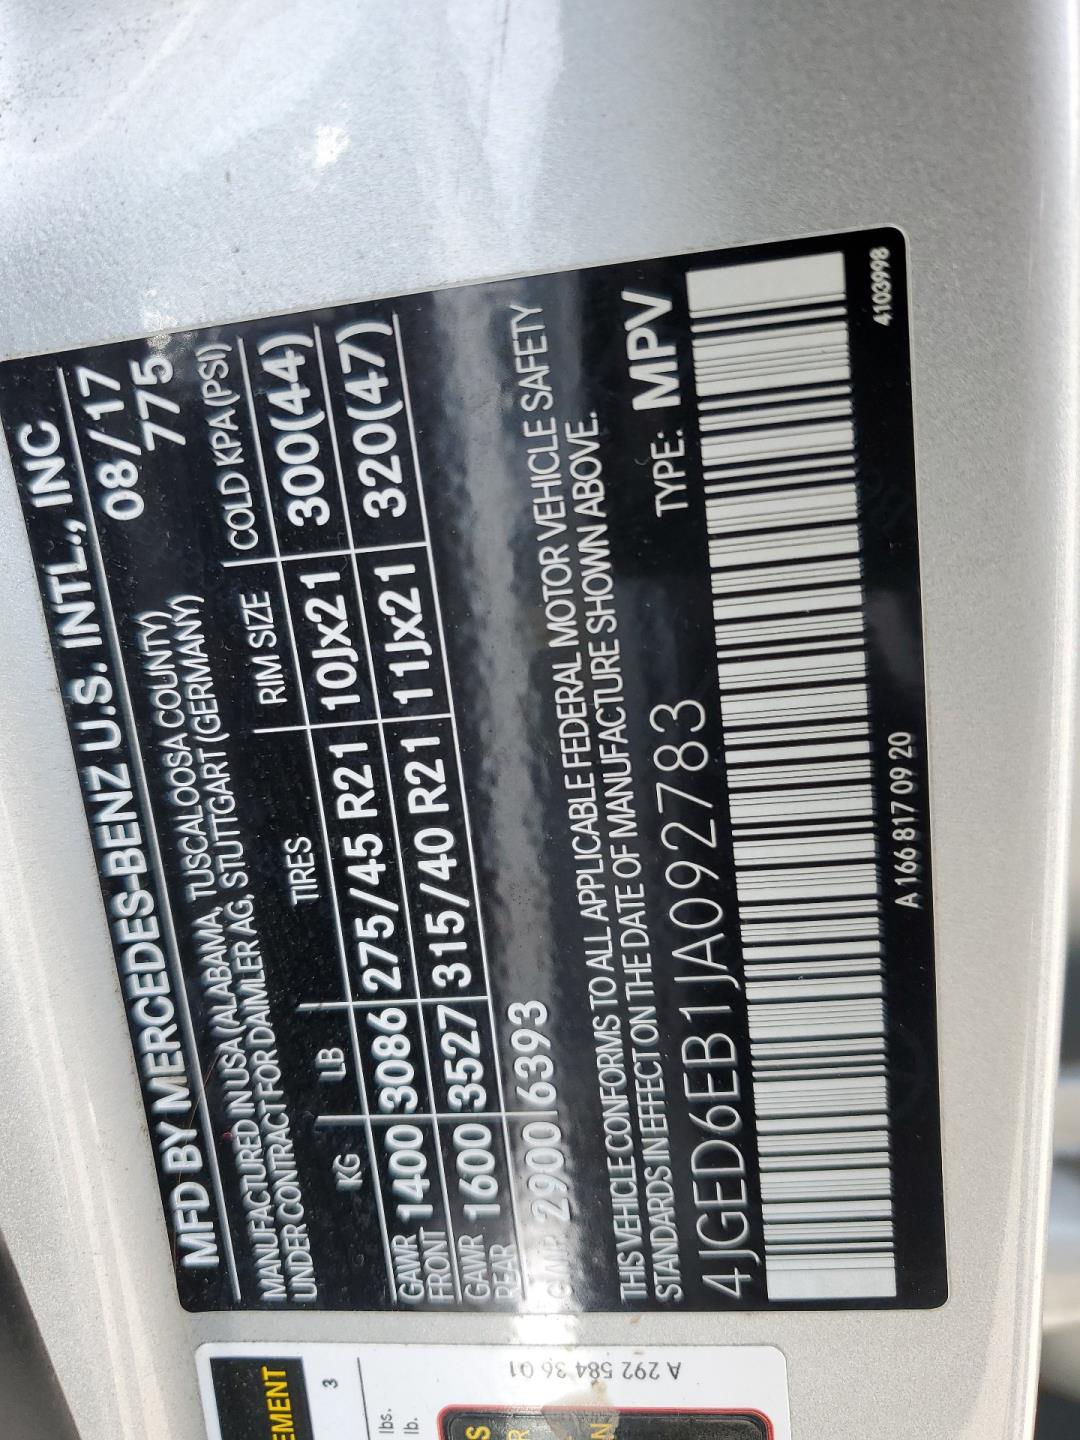 MFD BY MERCEDES-BENZ U.S. INTL., INC
08/17
MANUFACTURED IN USA (ALABAMA, TUSCALOOSA COUNTY)
775
UNDER CONTRACT FOR DAIMLER AG, STUTTGART (GERMANY)
KG LB TIRES RIM SIZE COLD KPA (PSI)
GAWR FRONT 1400 3086 275/45 R21 10Jx21 300(44)
GAWR REAR 1600 3527 315/40 R21 11Jx21 320(47)
GVWR 2900 6393
THIS VEHICLE CONFORMS TO ALL APPLICABLE FEDERAL MOTOR VEHICLE SAFETY
STANDARDS IN EFFECT ON THE DATE OF MANUFACTURE SHOWN ABOVE.
4JGED6EB1JA092783 TYPE: MPV
A 166 817 09 20
4103998
EMENT
3
lbs.
lb.
A 292 584 36 01